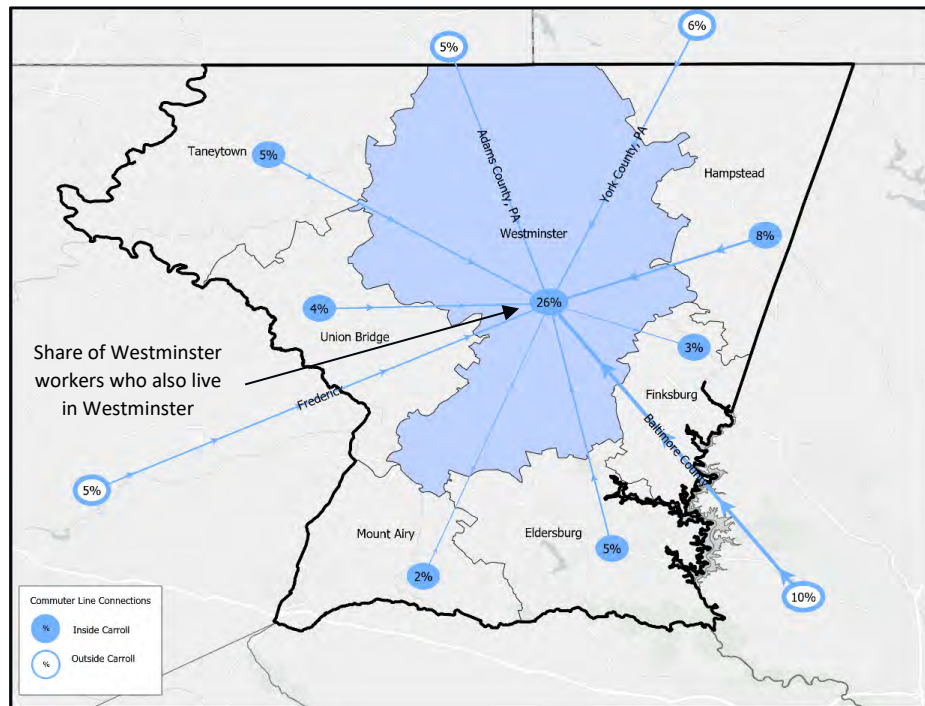 5%
6%
Adams County, PA
York County, PA
Taneytown
5%
Hampstead
Westminster
8%
26%
4%
Union Bridge
3%
Share of Westminster
workers who also live
in Westminster
Finksburg
Frederick
Baltimore County
5%
Mount Airy
Eldersburg
5%
2%
10%
Commuter Line Connections
% Inside Carroll
% Outside Carroll